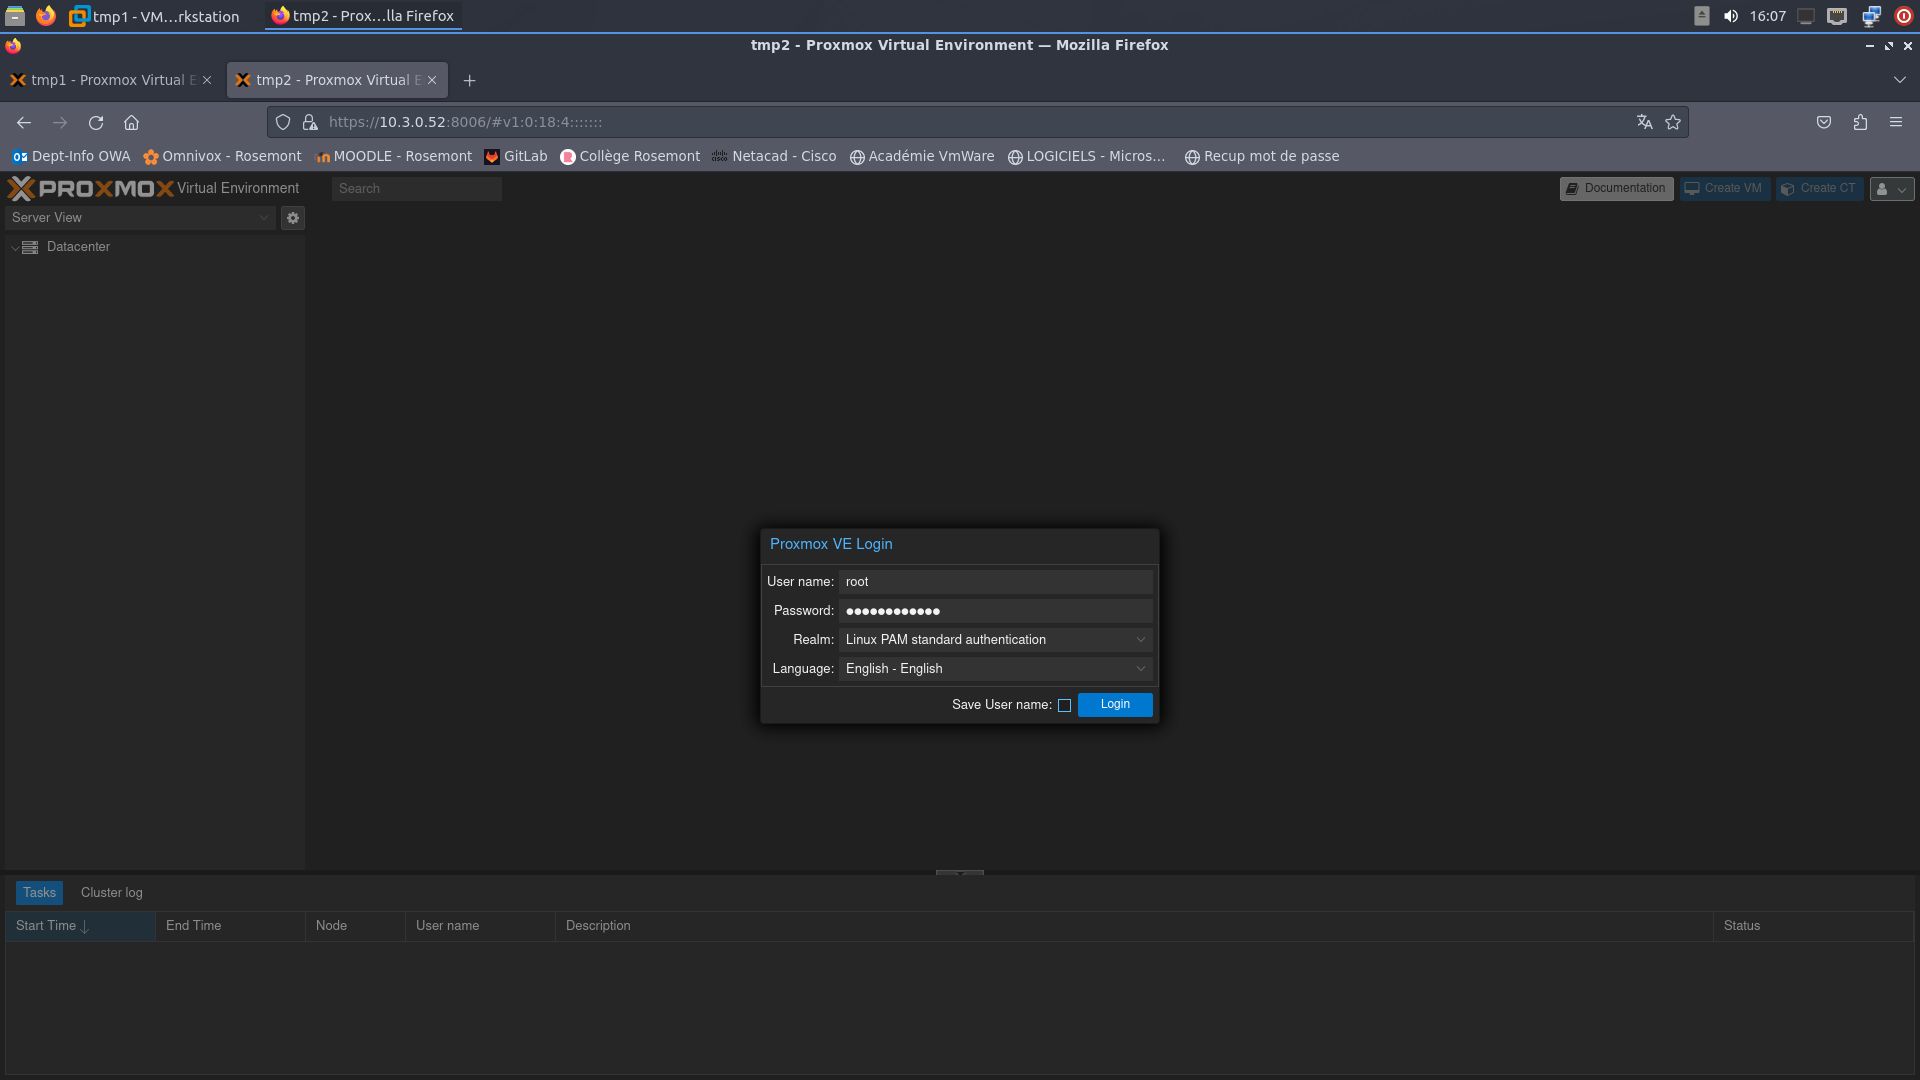 tmp1 - VM...rkstation
tmp2 - Prox...lla Firefox
16:07
tmp2 - Proxmox Virtual Environment — Mozilla Firefox
tmp1 - Proxmox Virtual E
tmp2 - Proxmox Virtual E
https://10.3.0.52:8006/#v1:0:18:4:::::::
Dept-Info OWA
Omnivox - Rosemont
MOODLE - Rosemont
GitLab
Collège Rosemont
Netacad - Cisco
Académie VmWare
LOGICIELS - Micros...
Recup mot de passe
PROXMOX Virtual Environment
Search
Documentation
Create VM
Create CT
Server View
Datacenter
Proxmox VE Login
User name: root
Password: ●●●●●●●●●●●●
Realm: Linux PAM standard authentication
Language: English - English
Save User name:
Login
Tasks
Cluster log
Start Time
End Time
Node
User name
Description
Status